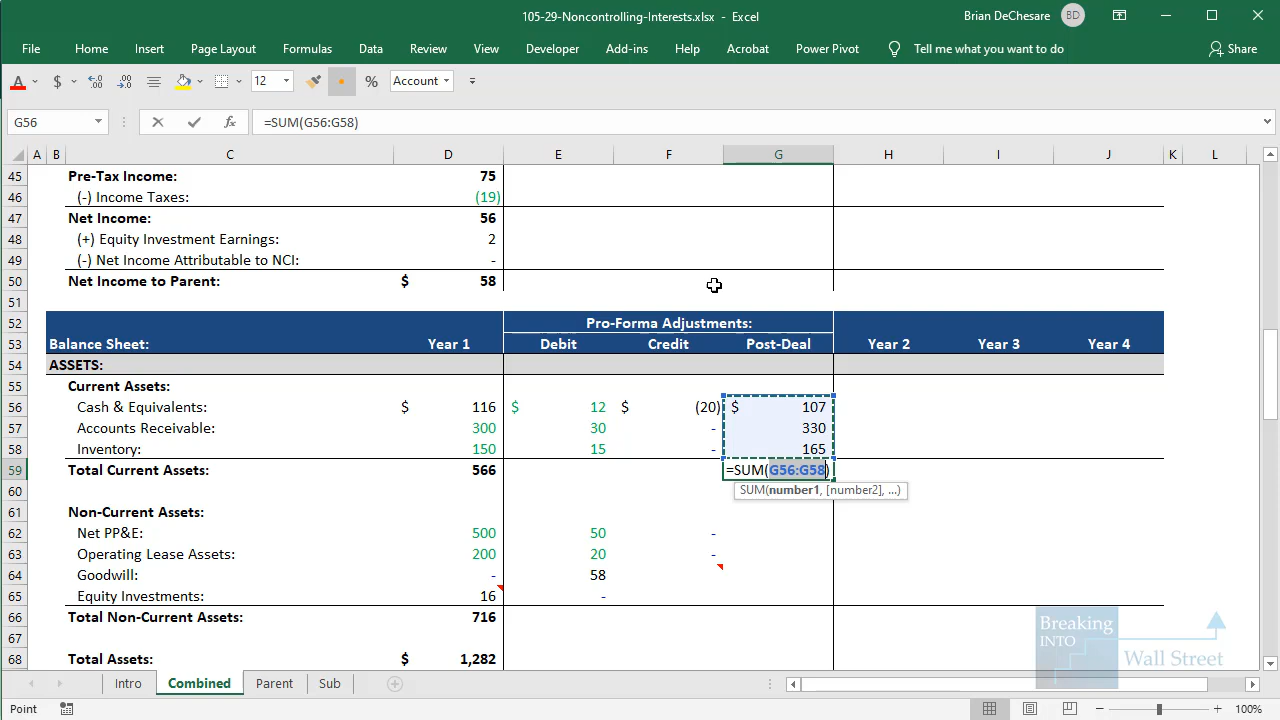 105-29-Noncontrolling-Interests.xlsx - Excel
Brian DeChesare BD
File Home Insert Page Layout Formulas Data Review View Developer Add-ins Help Acrobat Power Pivot Tell me what you want to do Share
A $ 12 % Account
G56 fx =SUM(G56:G58)
A B C D E F G H I J K L
45 Pre-Tax Income: 75
46 (-) Income Taxes: (19)
47 Net Income: 56
48 (+) Equity Investment Earnings: 2
49 (-) Net Income Attributable to NCI: -
50 Net Income to Parent: $ 58
51
52 Pro-Forma Adjustments:
53 Balance Sheet: Year 1 Debit Credit Post-Deal Year 2 Year 3 Year 4
54 ASSETS:
55 Current Assets:
56 Cash & Equivalents: $ 116 $ 12 $ (20) $ 107
57 Accounts Receivable: 300 30 - 330
58 Inventory: 150 15 - 165
59 Total Current Assets: 566 =SUM(G56:G58)
60 SUM(number1, [number2], ...)
61 Non-Current Assets:
62 Net PP&E: 500 50 -
63 Operating Lease Assets: 200 20 -
64 Goodwill: - 58
65 Equity Investments: 16 -
66 Total Non-Current Assets: 716
67
68 Total Assets: $ 1,282
Breaking
INTO
Wall Street
Intro Combined Parent Sub
Point 100%